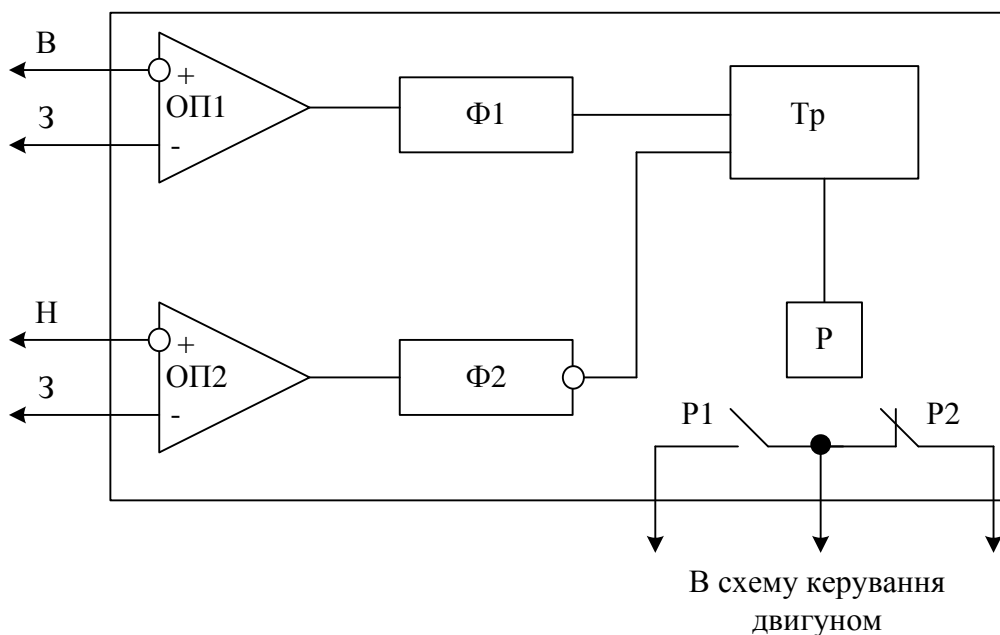 В
+
ОП1
З
-
Ф1
Тр
Н
+
ОП2
З
-
Ф2
Р
Р1
Р2
В схему керування
двигуном